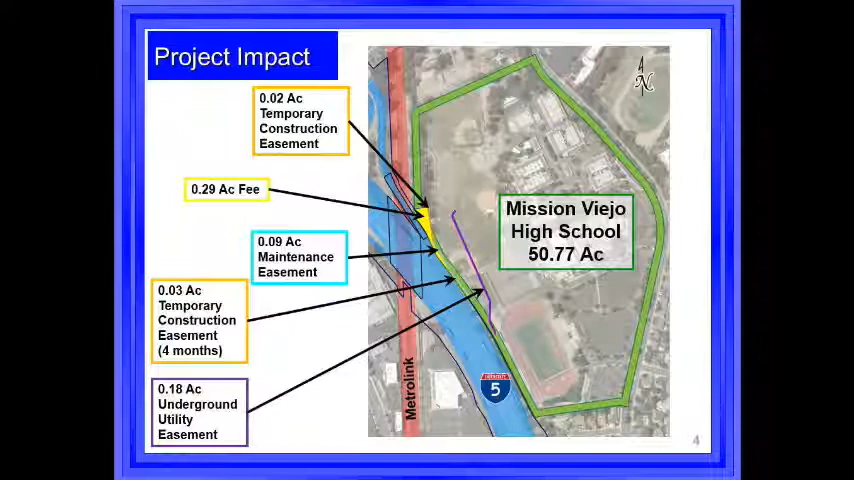 Project Impact
0.02 Ac
Temporary
Construction
Easement
0.29 Ac Fee
0.09 Ac
Maintenance
Easement
0.03 Ac
Temporary
Construction
Easement
(4 months)
0.18 Ac
Underground
Utility
Easement
N
Mission Viejo
High School
50.77 Ac
Metrolink
INTERSTATE
5
4